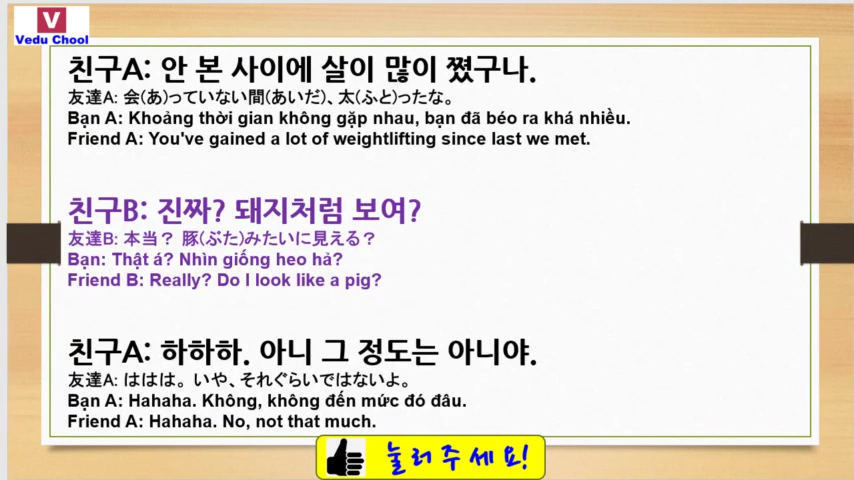 V
Vedu Chool
친구A: 안 본 사이에 살이 많이 쪘구나.
友達A: 会(あ)っていない間(あいだ)、太(ふと)ったな。
Bạn A: Khoảng thời gian không gặp nhau, bạn đã béo ra khá nhiều.
Friend A: You've gained a lot of weightlifting since last we met.
친구B: 진짜? 돼지처럼 보여?
友達B: 本当？ 豚(ぶた)みたいに見える？
Bạn: Thật á? Nhìn giống heo hả?
Friend B: Really? Do I look like a pig?
친구A: 하하하. 아니 그 정도는 아니야.
友達A: ははは。いや、それぐらいではないよ。
Bạn A: Hahaha. Không, không đến mức đó đâu.
Friend A: Hahaha. No, not that much.
눌러주세요!